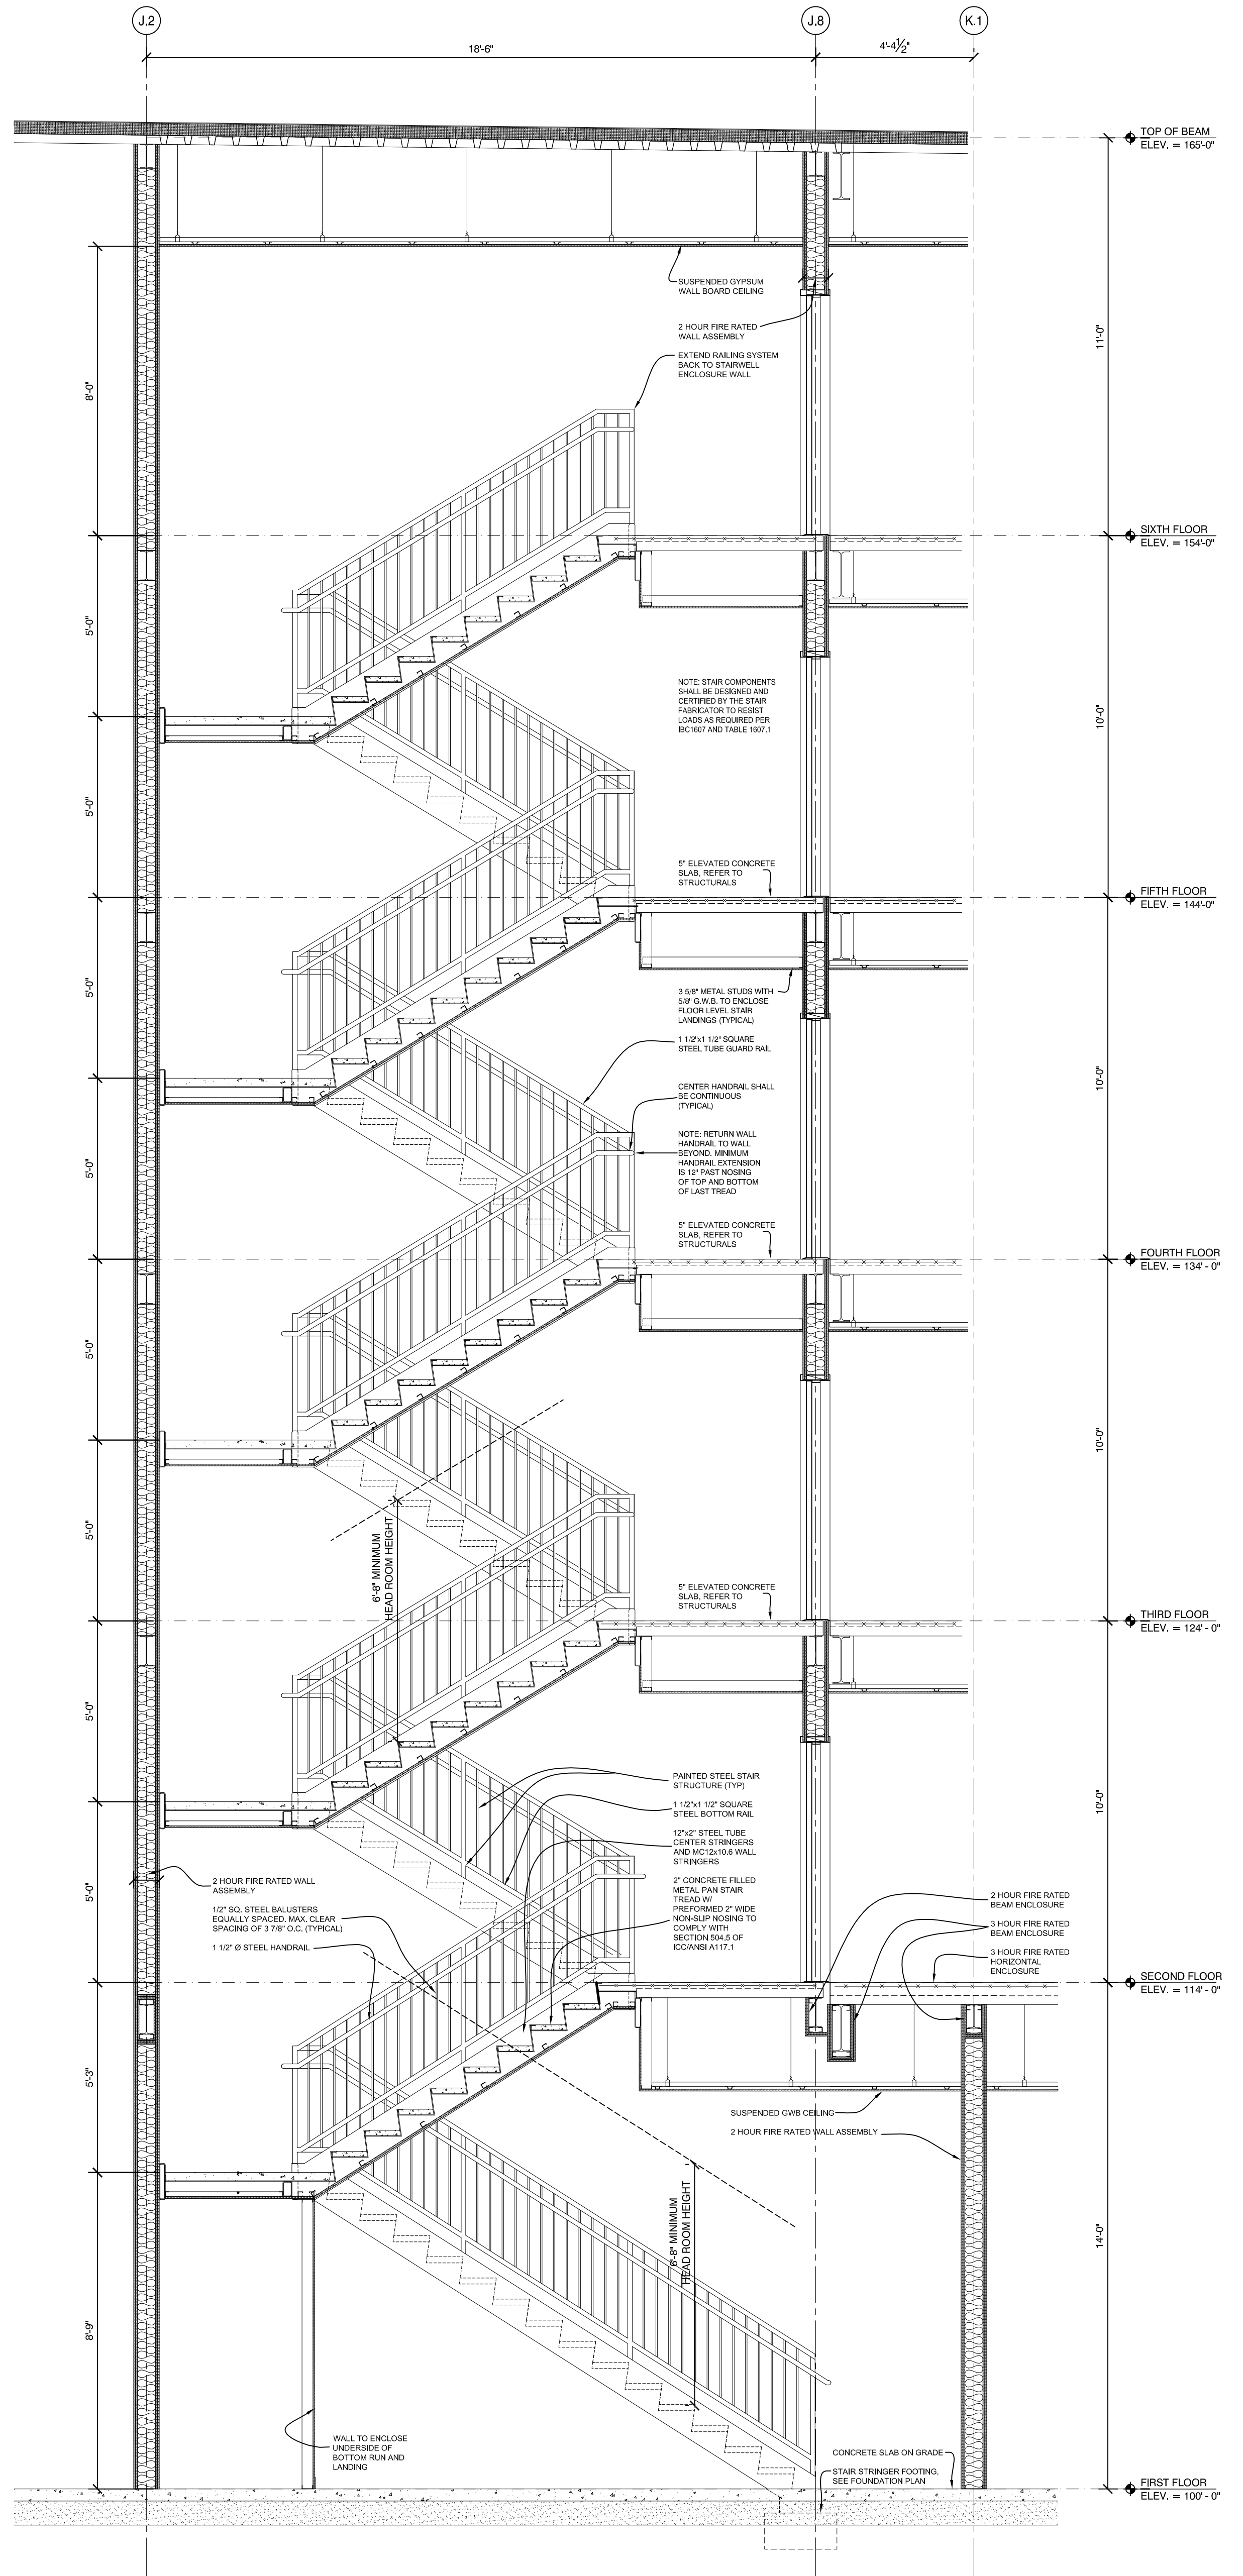 J.2
J.8
K.1
18'-6"
4'-4½"
TOP OF BEAM
ELEV. = 165'-0"
SUSPENDED GYPSUM
WALL BOARD CEILING
2 HOUR FIRE RATED
WALL ASSEMBLY
11'-0"
EXTEND RAILING SYSTEM
BACK TO STAIRWELL
ENCLOSURE WALL
8'-0"
SIXTH FLOOR
ELEV. = 154'-0"
5'-0"
NOTE: STAIR COMPONENTS
SHALL BE DESIGNED AND
CERTIFIED BY THE STAIR
FABRICATOR TO RESIST
LOADS AS REQUIRED PER
IBC1607 AND TABLE 1607.1
10'-0"
5'-0"
5" ELEVATED CONCRETE
SLAB, REFER TO
STRUCTURALS
FIFTH FLOOR
ELEV. = 144'-0"
5'-0"
3 5/8" METAL STUDS WITH
5/8" G.W.B. TO ENCLOSE
FLOOR LEVEL STAIR
LANDINGS (TYPICAL)
1 1/2"x1 1/2" SQUARE
STEEL TUBE GUARD RAIL
10'-0"
CENTER HANDRAIL SHALL
BE CONTINUOUS
(TYPICAL)
5'-0"
NOTE: RETURN WALL
HANDRAIL TO WALL
BEYOND. MINIMUM
HANDRAIL EXTENSION
IS 12" PAST NOSING
OF TOP AND BOTTOM
OF LAST TREAD
5" ELEVATED CONCRETE
SLAB, REFER TO
STRUCTURALS
FOURTH FLOOR
ELEV. = 134' - 0"
5'-0"
10'-0"
5'-0"
6'-8" MINIMUM
HEAD ROOM HEIGHT
5" ELEVATED CONCRETE
SLAB, REFER TO
STRUCTURALS
THIRD FLOOR
ELEV. = 124' - 0"
5'-0"
PAINTED STEEL STAIR
STRUCTURE (TYP)
10'-0"
1 1/2"x1 1/2" SQUARE
STEEL BOTTOM RAIL
12"x2" STEEL TUBE
CENTER STRINGERS
AND MC12x10.6 WALL
STRINGERS
5'-0"
2 HOUR FIRE RATED WALL
ASSEMBLY
2" CONCRETE FILLED
METAL PAN STAIR
TREAD W/
PREFORMED 2" WIDE
NON-SLIP NOSING TO
COMPLY WITH
SECTION 504.5 OF
ICC/ANSI A117.1
1/2" SQ. STEEL BALUSTERS
EQUALLY SPACED. MAX. CLEAR
SPACING OF 3 7/8" O.C. (TYPICAL)
1 1/2" Ø STEEL HANDRAIL
2 HOUR FIRE RATED
BEAM ENCLOSURE
3 HOUR FIRE RATED
BEAM ENCLOSURE
3 HOUR FIRE RATED
HORIZONTAL
ENCLOSURE
SECOND FLOOR
ELEV. = 114' - 0"
5'-3"
SUSPENDED GWB CEILING
2 HOUR FIRE RATED WALL ASSEMBLY
6'-8" MINIMUM
HEAD ROOM HEIGHT
14'-0"
8'-9"
WALL TO ENCLOSE
UNDERSIDE OF
BOTTOM RUN AND
LANDING
CONCRETE SLAB ON GRADE
STAIR STRINGER FOOTING,
SEE FOUNDATION PLAN
FIRST FLOOR
ELEV. = 100' - 0"